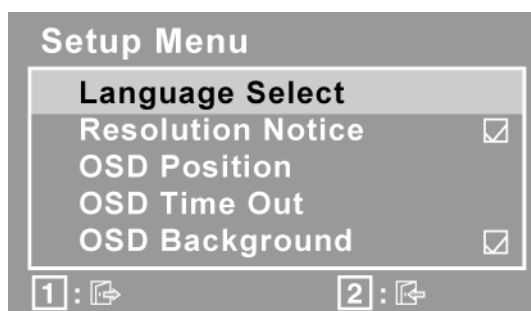 Setup Menu
Language Select
Resolution Notice
OSD Position
OSD Time Out
OSD Background
1 : 2 :